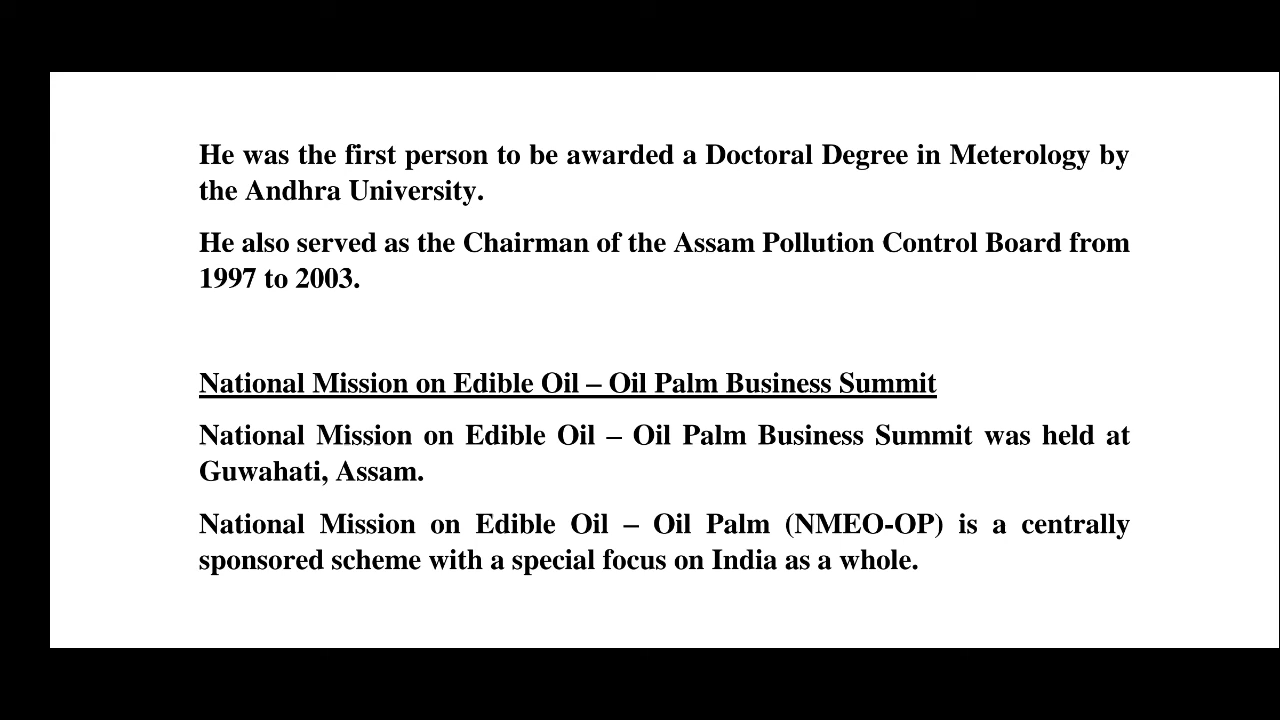 He was the first person to be awarded a Doctoral Degree in Meterology by
the Andhra University.
He also served as the Chairman of the Assam Pollution Control Board from
1997 to 2003.
National Mission on Edible Oil – Oil Palm Business Summit
National Mission on Edible Oil – Oil Palm Business Summit was held at
Guwahati, Assam.
National Mission on Edible Oil – Oil Palm (NMEO-OP) is a centrally
sponsored scheme with a special focus on India as a whole.